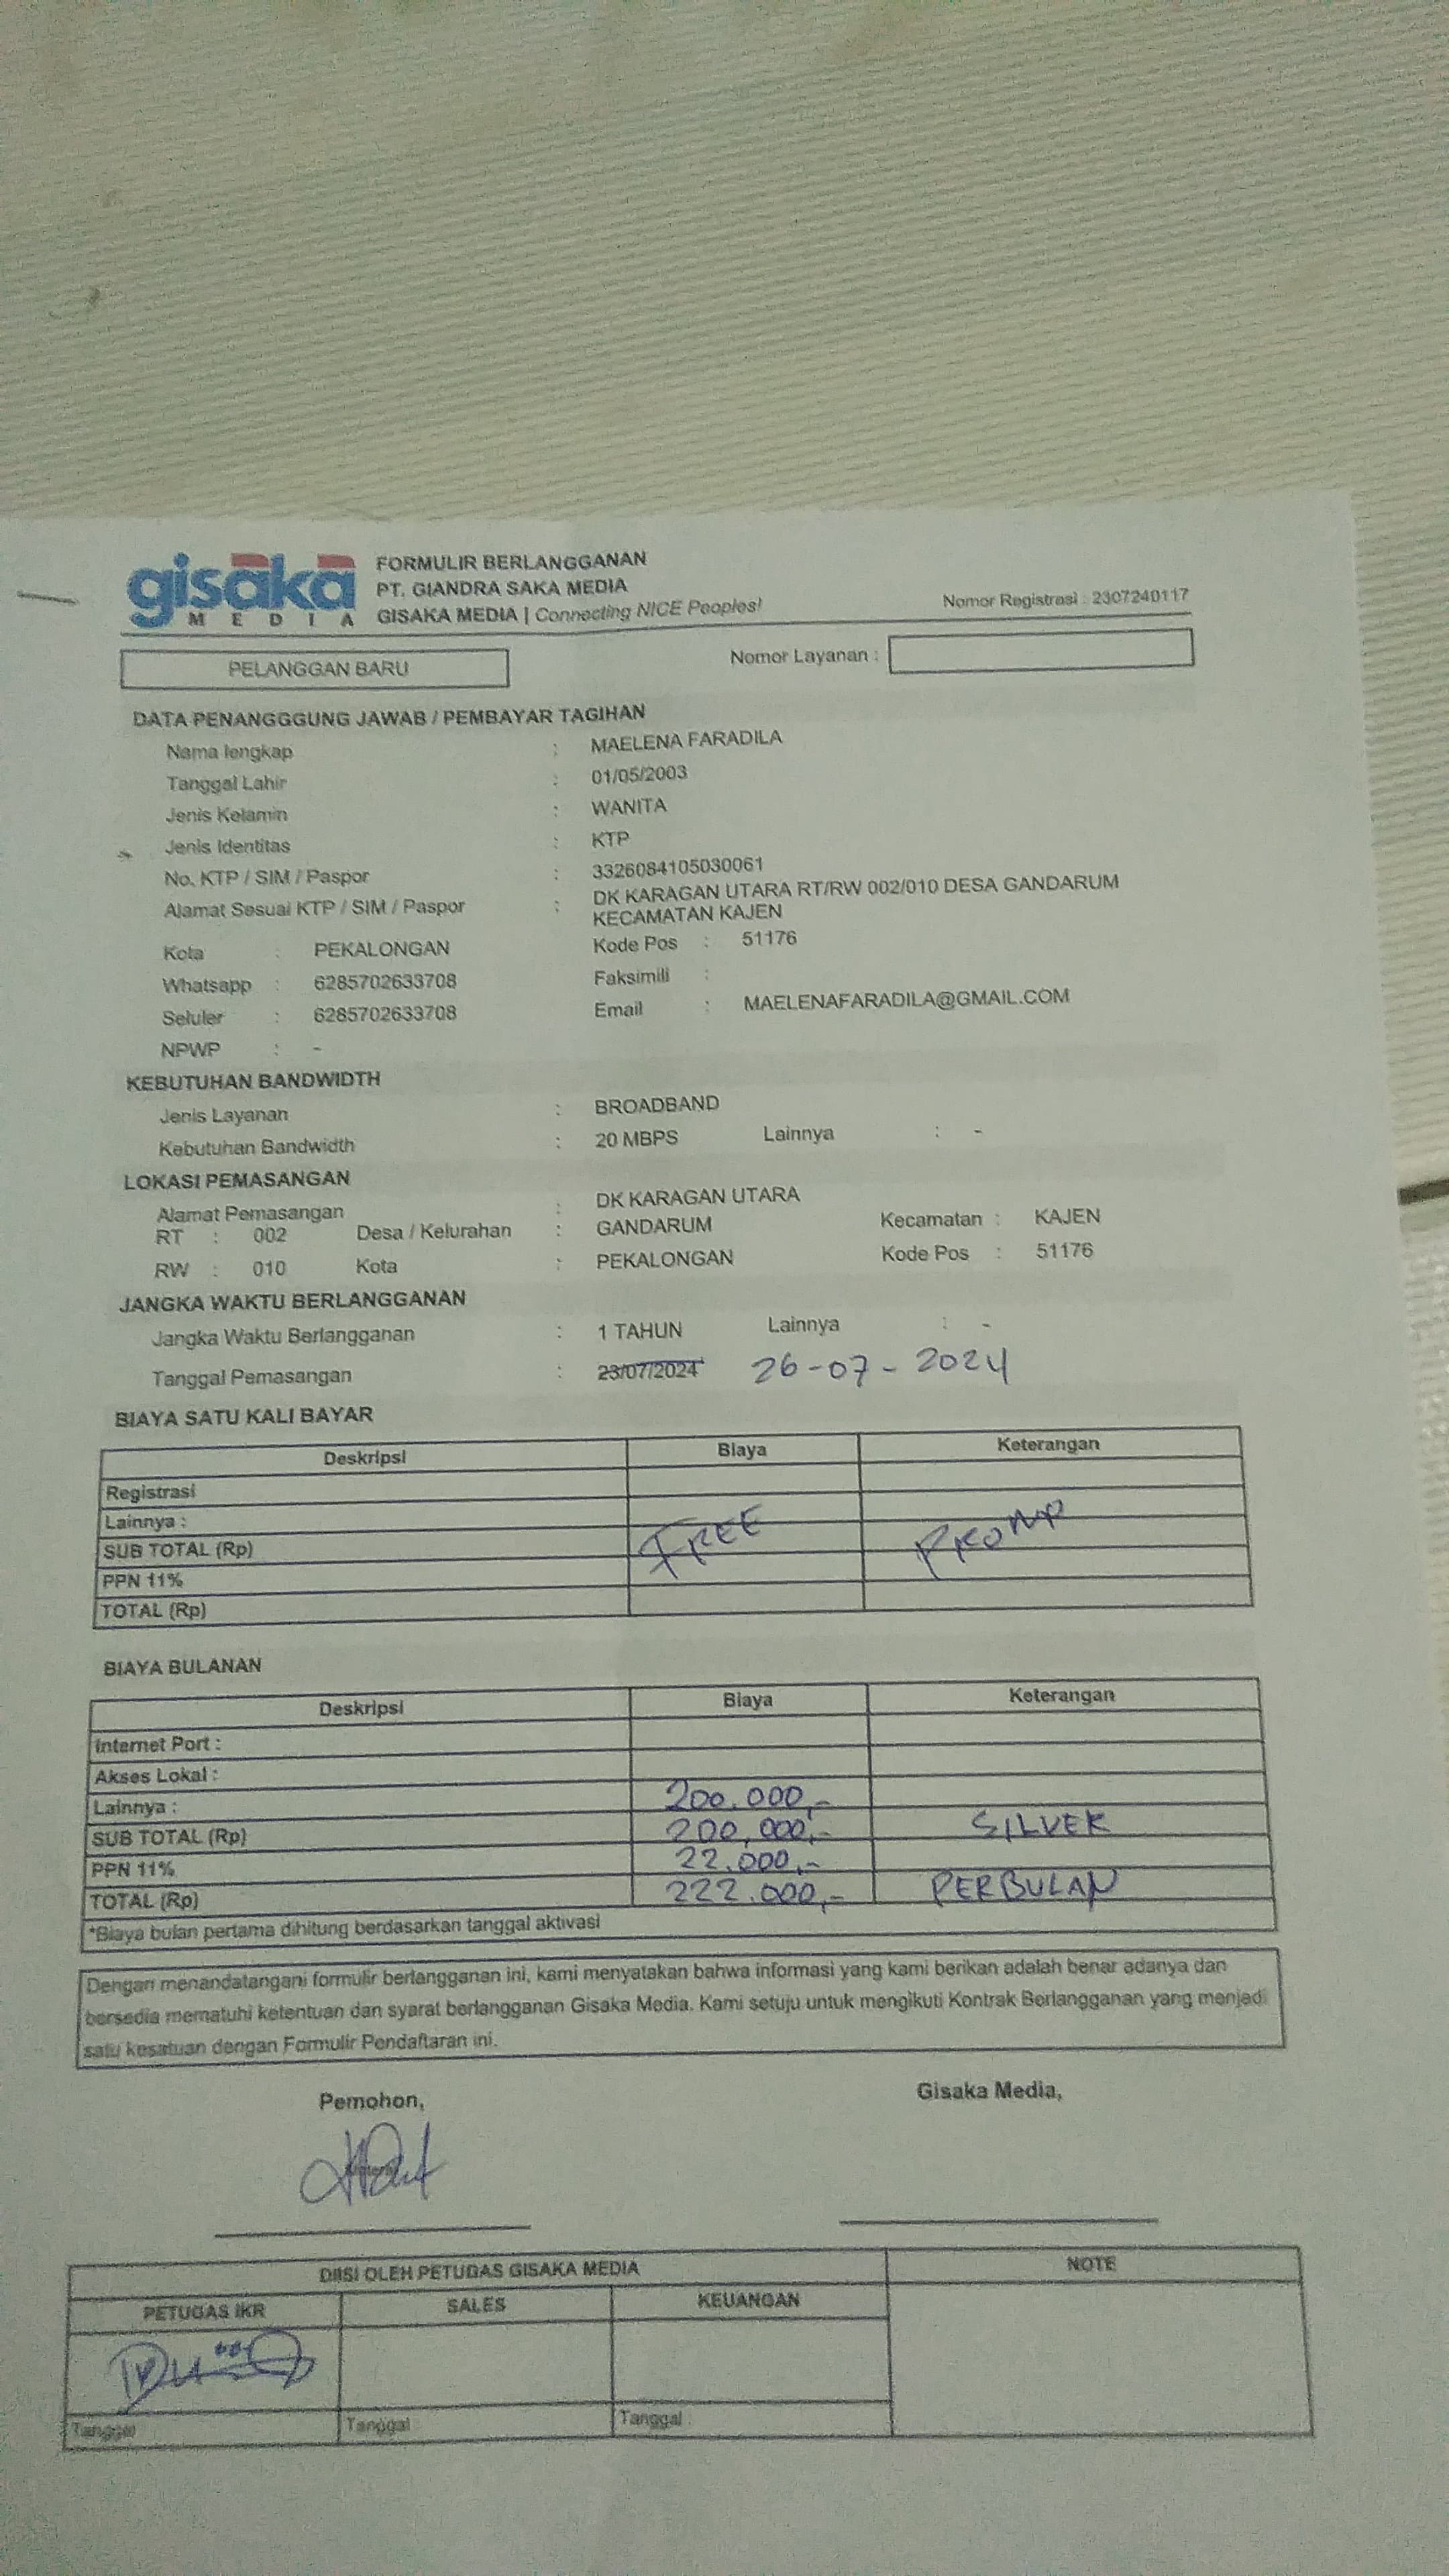 gisaka
MEDIA
FORMULIR BERLANGGANAN
PT. GIANDRA SAKA MEDIA
GISAKA MEDIA | Connecting NICE Peoples!
Nomor Registrasi : 2307240117
PELANGGAN BARU
Nomor Layanan :
DATA PENANGGGUNG JAWAB / PEMBAYAR TAGIHAN
Nama lengkap : MAELENA FARADILA
Tanggal Lahir : 01/05/2003
Jenis Kelamin : WANITA
Jenis Identitas : KTP
No. KTP / SIM / Paspor : 3326084105030061
Alamat Sesuai KTP / SIM / Paspor : DK KARAGAN UTARA RT/RW 002/010 DESA GANDARUM
KECAMATAN KAJEN
Kota : PEKALONGAN Kode Pos : 51176
Whatsapp : 6285702633708 Faksimili :
Seluler : 6285702633708 Email : MAELENAFARADILA@GMAIL.COM
NPWP : -
KEBUTUHAN BANDWIDTH
Jenis Layanan : BROADBAND
Kebutuhan Bandwidth : 20 MBPS Lainnya : -
LOKASI PEMASANGAN
Alamat Pemasangan : DK KARAGAN UTARA
RT : 002 Desa / Kelurahan : GANDARUM Kecamatan : KAJEN
RW : 010 Kota : PEKALONGAN Kode Pos : 51176
JANGKA WAKTU BERLANGGANAN
Jangka Waktu Berlangganan : 1 TAHUN Lainnya : -
Tanggal Pemasangan : 23/07/2024 26-07-2024
BIAYA SATU KALI BAYAR
Deskripsi Biaya Keterangan
Registrasi
Lainnya :
SUB TOTAL (Rp) FREE PROMO
PPN 11%
TOTAL (Rp)
BIAYA BULANAN
Deskripsi Biaya Keterangan
Internet Port :
Akses Lokal :
Lainnya : 200.000,-
SUB TOTAL (Rp) 200,000,- SILVER
PPN 11% 22.000,-
TOTAL (Rp) 222.000,- PERBULAN
*Biaya bulan pertama dihitung berdasarkan tanggal aktivasi
Dengan menandatangani formulir berlangganan ini, kami menyatakan bahwa informasi yang kami berikan adalah benar adanya dan
bersedia mematuhi ketentuan dan syarat berlangganan Gisaka Media. Kami setuju untuk mengikuti Kontrak Berlangganan yang menjadi
satu kesatuan dengan Formulir Pendaftaran ini.
Pemohon, Gisaka Media,
DIISI OLEH PETUGAS GISAKA MEDIA NOTE
PETUGAS IKR SALES KEUANGAN
Tanggal Tanggal Tanggal